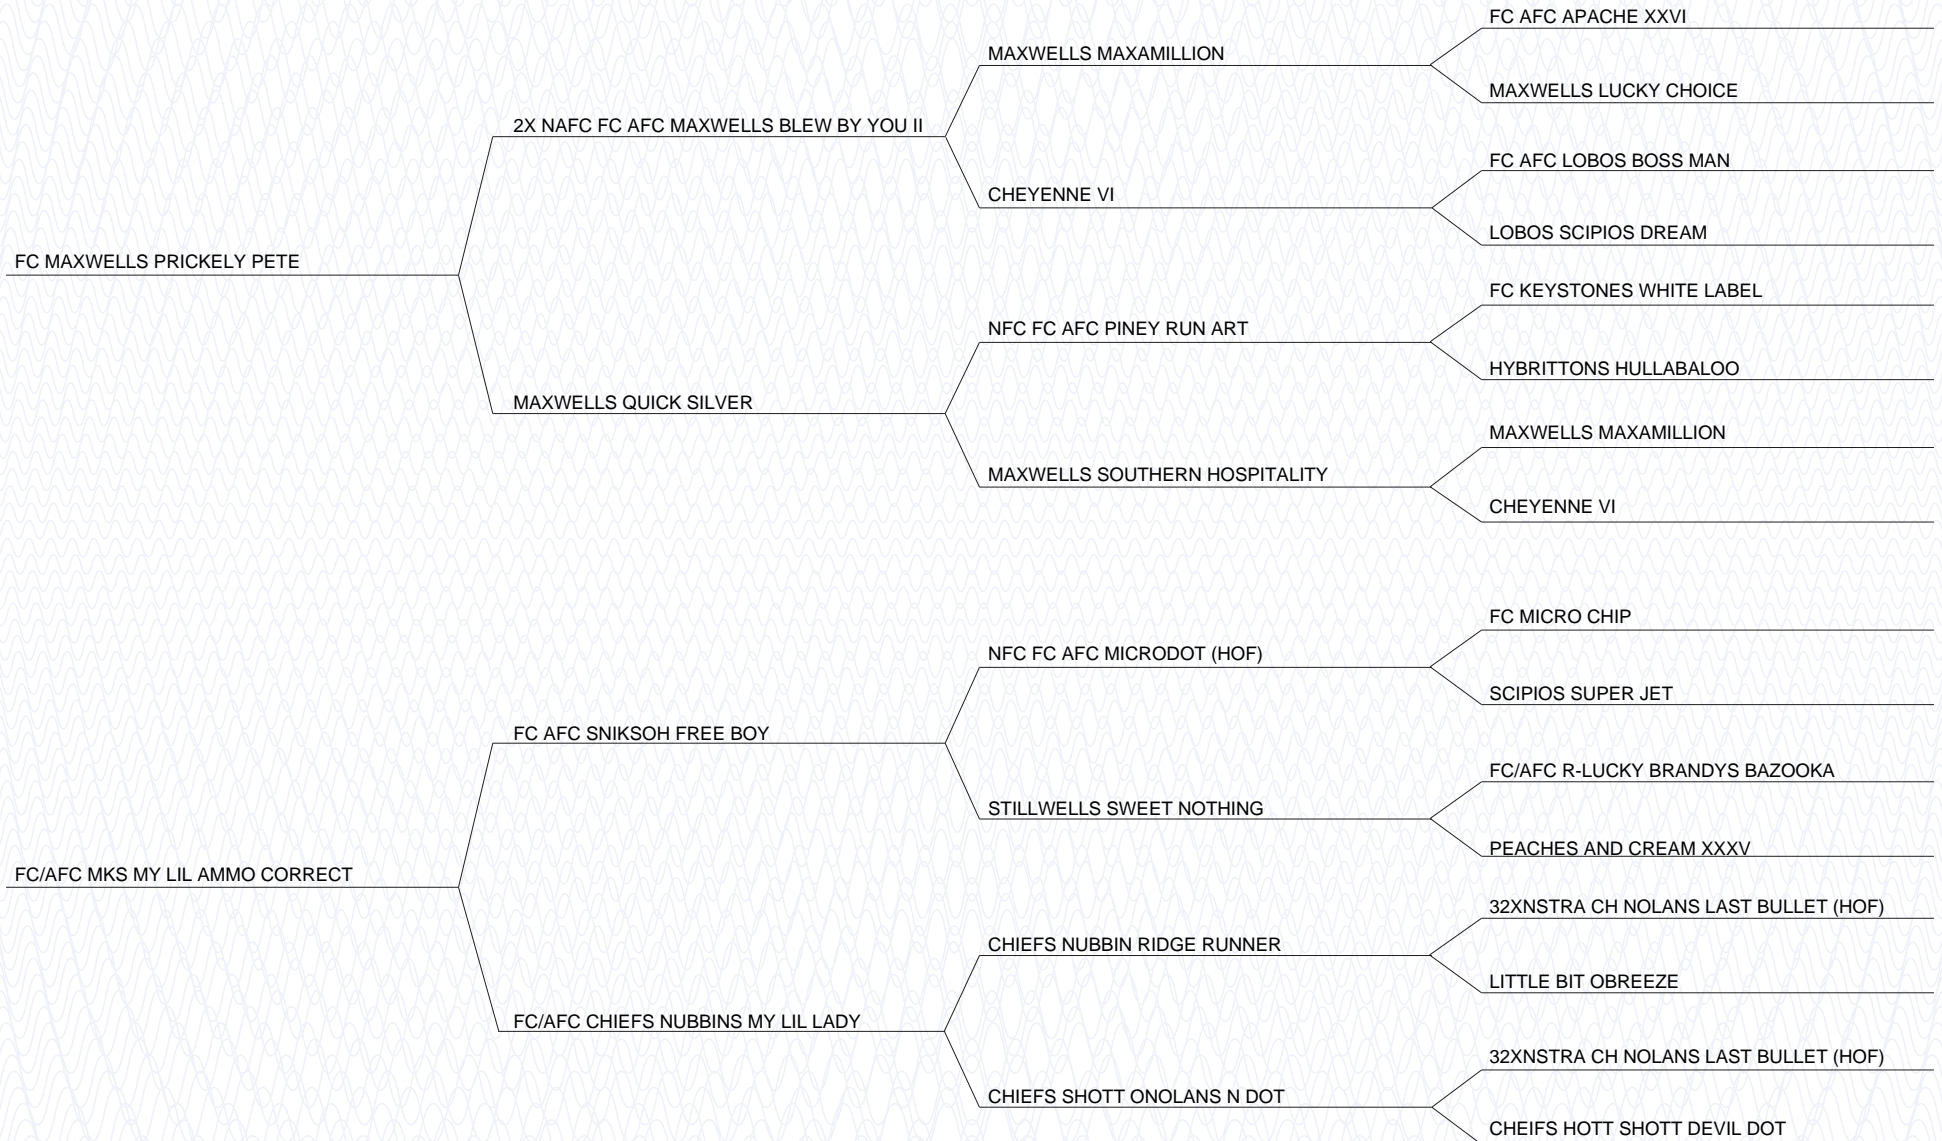 FC AFC APACHE XXVI
MAXWELLS MAXAMILLION
MAXWELLS LUCKY CHOICE
2X NAFC FC AFC MAXWELLS BLEW BY YOU II
FC AFC LOBOS BOSS MAN
CHEYENNE VI
LOBOS SCIPIOS DREAM
FC MAXWELLS PRICKELY PETE
FC KEYSTONES WHITE LABEL
NFC FC AFC PINEY RUN ART
HYBRITTONS HULLABALOO
MAXWELLS QUICK SILVER
MAXWELLS MAXAMILLION
MAXWELLS SOUTHERN HOSPITALITY
CHEYENNE VI
FC MICRO CHIP
NFC FC AFC MICRODOT (HOF)
SCIPIOS SUPER JET
FC AFC SNIKSOH FREE BOY
FC/AFC R-LUCKY BRANDYS BAZOOKA
STILLWELLS SWEET NOTHING
PEACHES AND CREAM XXXV
FC/AFC MKS MY LIL AMMO CORRECT
32XNSTRA CH NOLANS LAST BULLET (HOF)
CHIEFS NUBBIN RIDGE RUNNER
LITTLE BIT OBREEZE
FC/AFC CHIEFS NUBBINS MY LIL LADY
32XNSTRA CH NOLANS LAST BULLET (HOF)
CHIEFS SHOTT ONOLANS N DOT
CHEIFS HOTT SHOTT DEVIL DOT